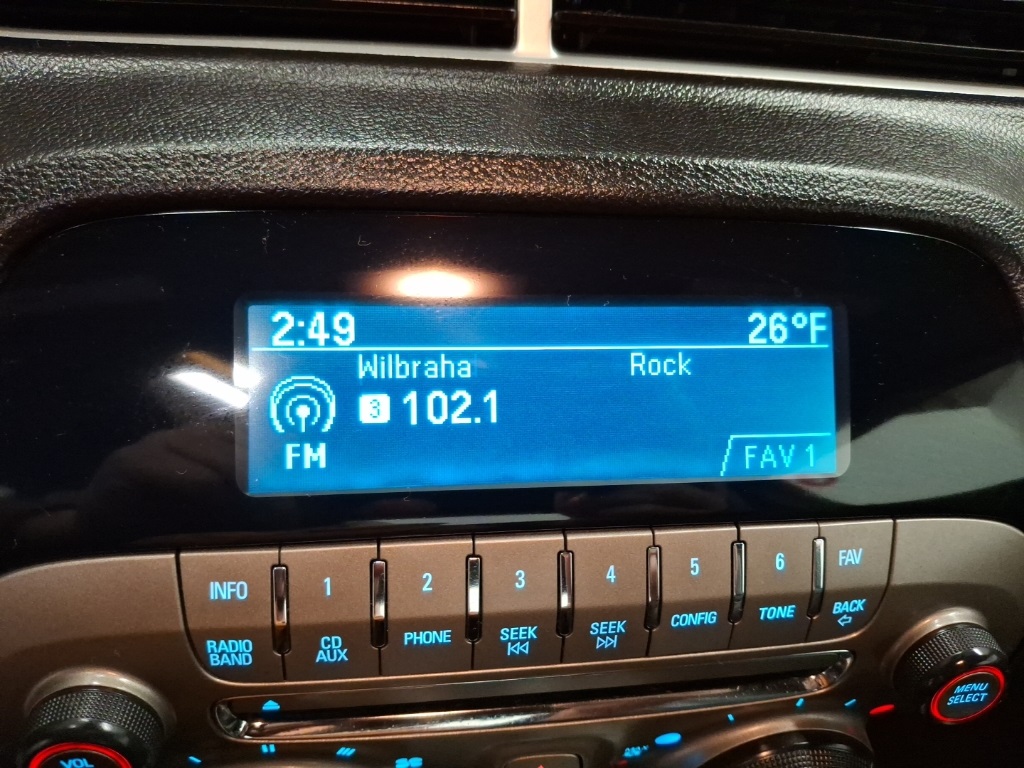 2:49 26°F
Wilbraha Rock
3 102.1
FM FAV 1
INFO 1 2 3 4 5 6 FAV
RADIO BAND CD AUX PHONE SEEK SEEK CONFIG TONE BACK
MENU SELECT
VOL